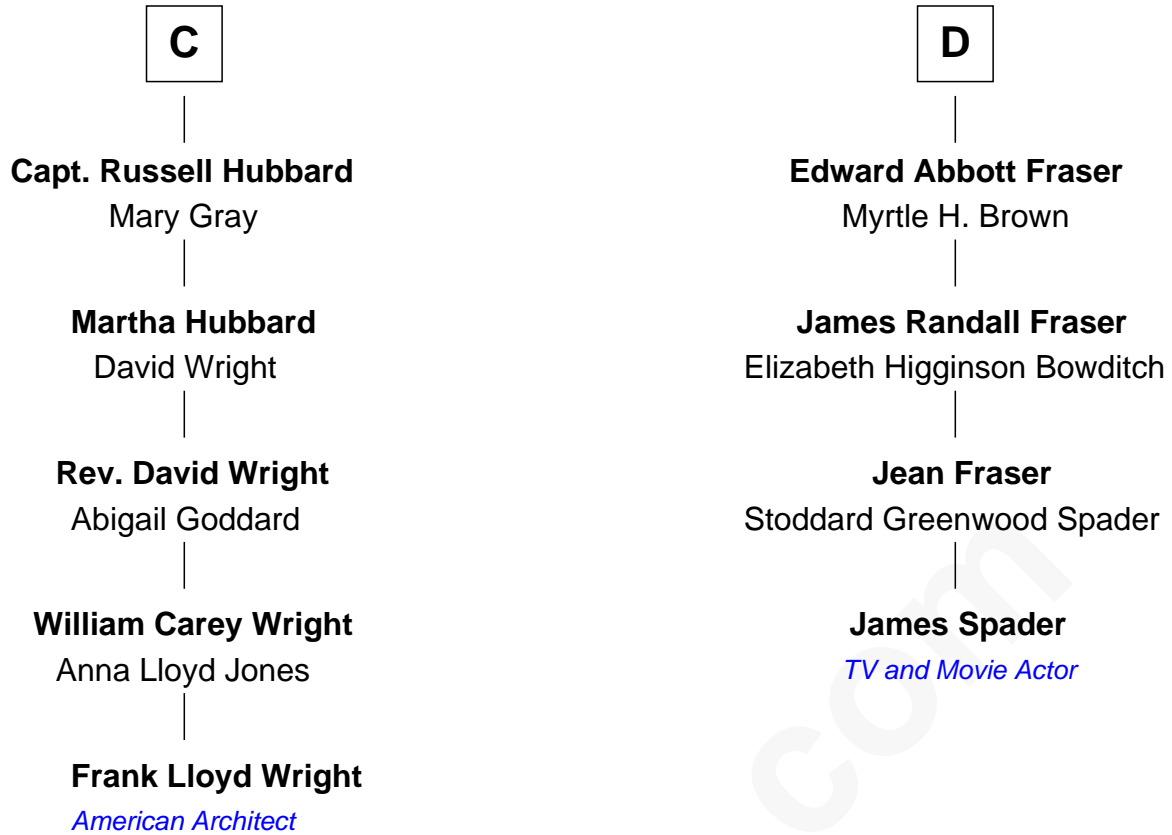 C
Capt. Russell Hubbard
Mary Gray
Martha Hubbard
David Wright
Rev. David Wright
Abigail Goddard
William Carey Wright
Anna Lloyd Jones
Frank Lloyd Wright
American Architect
D
Edward Abbott Fraser
Myrtle H. Brown
James Randall Fraser
Elizabeth Higginson Bowditch
Jean Fraser
Stoddard Greenwood Spader
James Spader
TV and Movie Actor
com